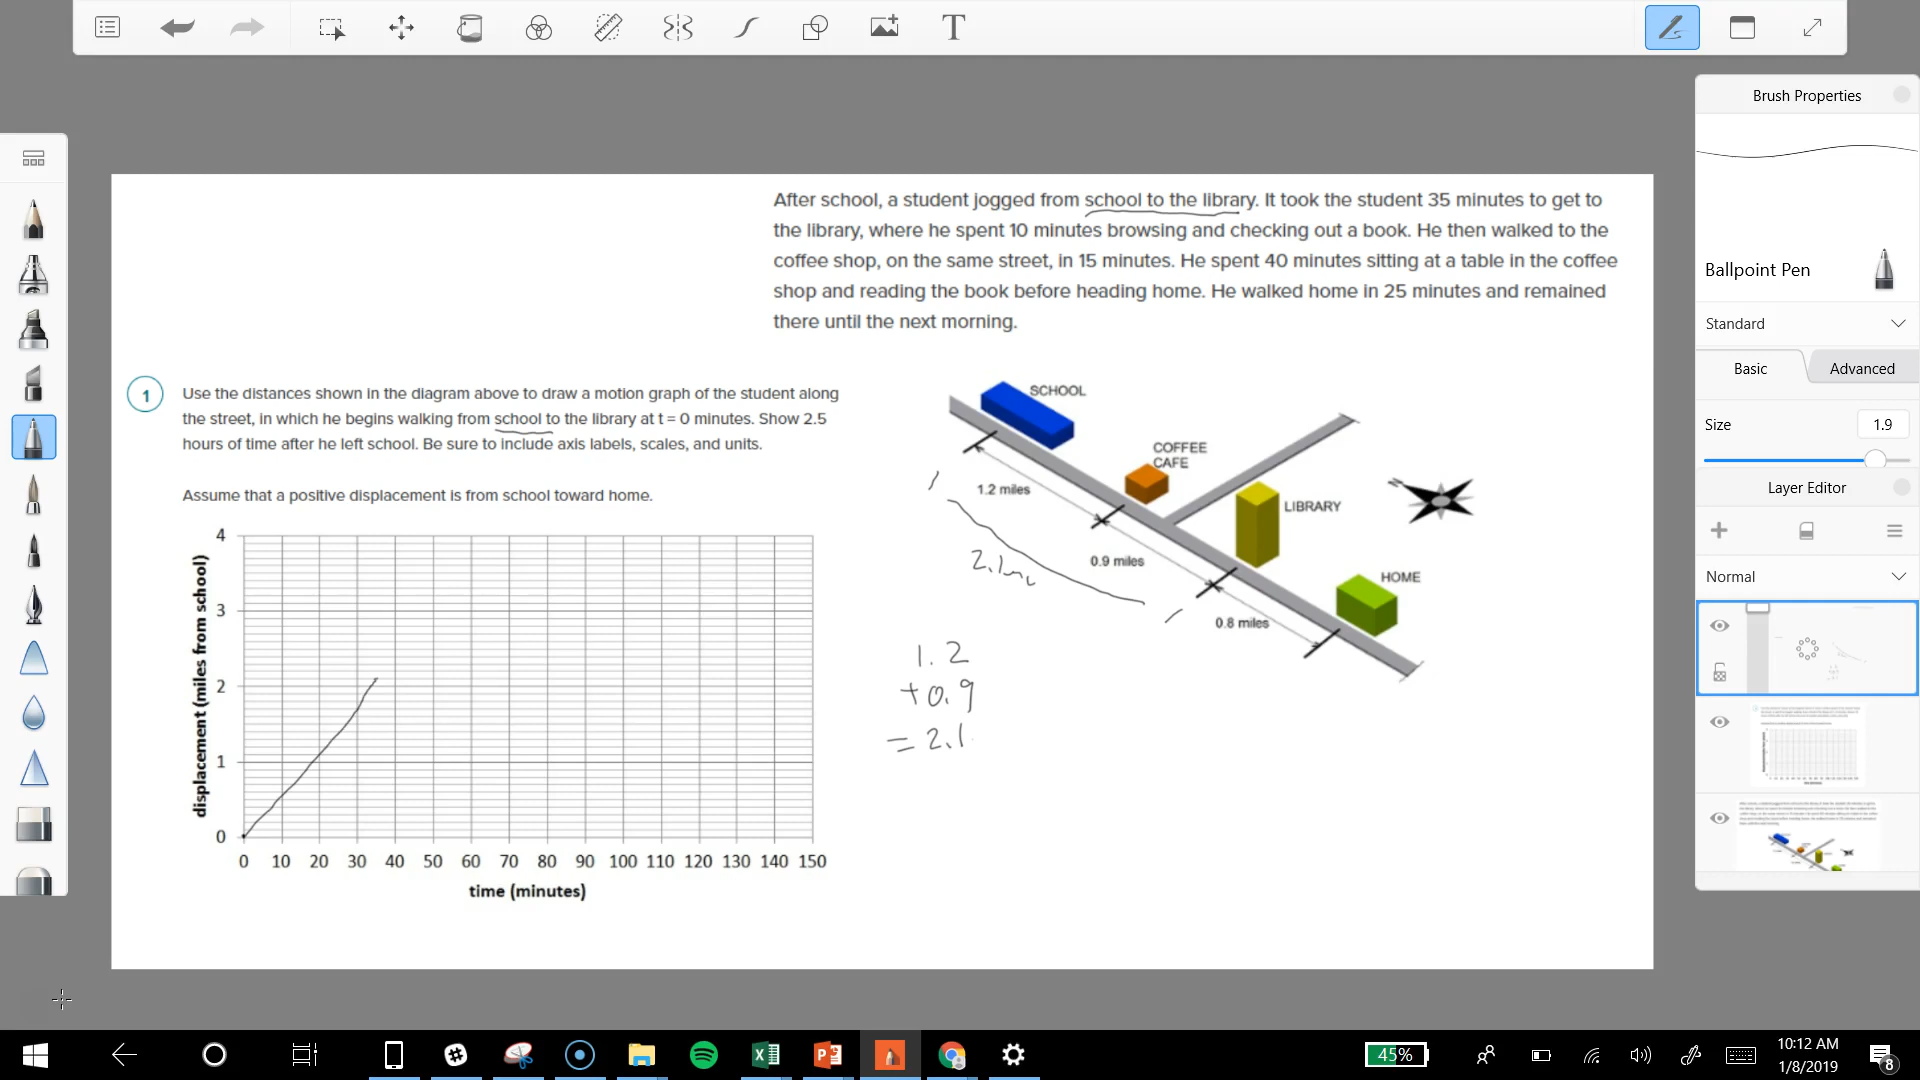 T
Brush Properties
After school, a student jogged from school to the library. It took the student 35 minutes to get to
the library, where he spent 10 minutes browsing and checking out a book. He then walked to the
coffee shop, on the same street, in 15 minutes. He spent 40 minutes sitting at a table in the coffee
shop and reading the book before heading home. He walked home in 25 minutes and remained
there until the next morning.
Ballpoint Pen
Standard
Basic
Advanced
Size
1.9
Layer Editor
Normal
1
Use the distances shown in the diagram above to draw a motion graph of the student along
the street, in which he begins walking from school to the library at t = 0 minutes. Show 2.5
hours of time after he left school. Be sure to include axis labels, scales, and units.
Assume that a positive displacement is from school toward home.
displacement (miles from school)
4
3
2
1
0
0 10 20 30 40 50 60 70 80 90 100 110 120 130 140 150
time (minutes)
SCHOOL
COFFEE
CAFE
LIBRARY
HOME
N
1.2 miles
0.9 miles
0.8 miles
2.1mi
1.2
+0.9
=2.1
45%
10:12 AM
1/8/2019
8